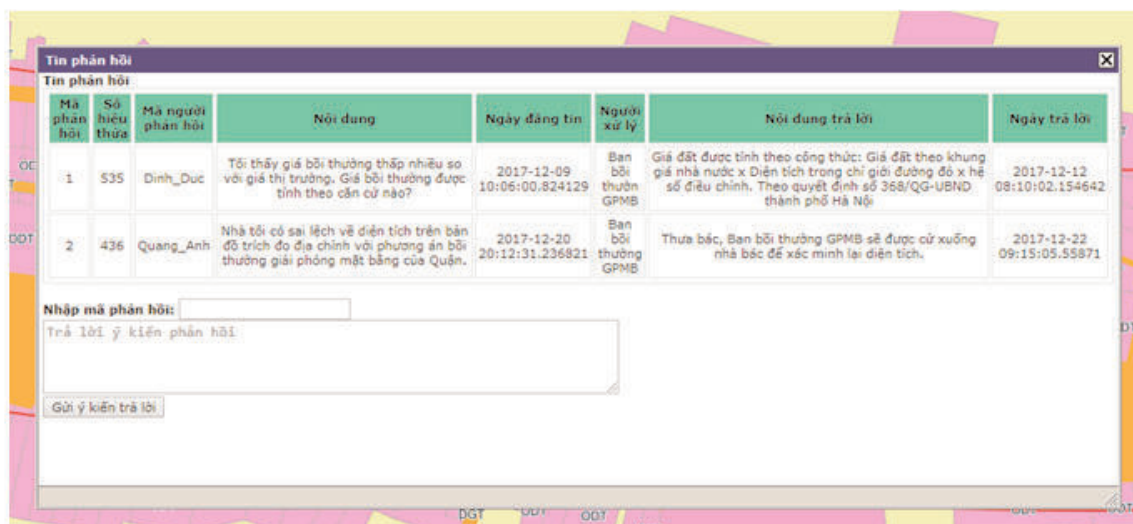 Tin phản hồi
Tin phản hồi
Mã phản hồi
Số hiệu thửa
Mã người phản hồi
Nội dung
Ngày đăng tin
Người xử lý
Nội dung trả lời
Ngày trả lời
1
535
Dinh_Duc
Tôi thấy giá bồi thường thấp nhiều so
với giá thị trường. Giá bồi thường được
tính theo căn cứ nào?
2017-12-09
10:06:00.824129
Ban
bồi
thườn
GPMB
Giá đất được tính theo công thức: Giá đất theo khung
giá nhà nước x Diện tích trong chỉ giới đường đỏ x hệ
số điều chỉnh. Theo quyết định số 368/QG-UBND
thành phố Hà Nội
2017-12-12
08:10:02.154642
2
436
Quang_Anh
Nhà tôi có sai lệch về diện tích trên bản
đồ trích đo địa chính với phương án bồi
thường giải phóng mặt bằng của Quận.
2017-12-20
20:12:31.236821
Ban
bồi
thường
GPMB
Thưa bác, Ban bồi thường GPMB sẽ được cử xuống
nhà bác để xác minh lại diện tích.
2017-12-22
09:15:05.55871
Nhập mã phản hồi:
Trả lời ý kiến phản hồi
Gửi ý kiến trả lời
ODT
DGT
ODT